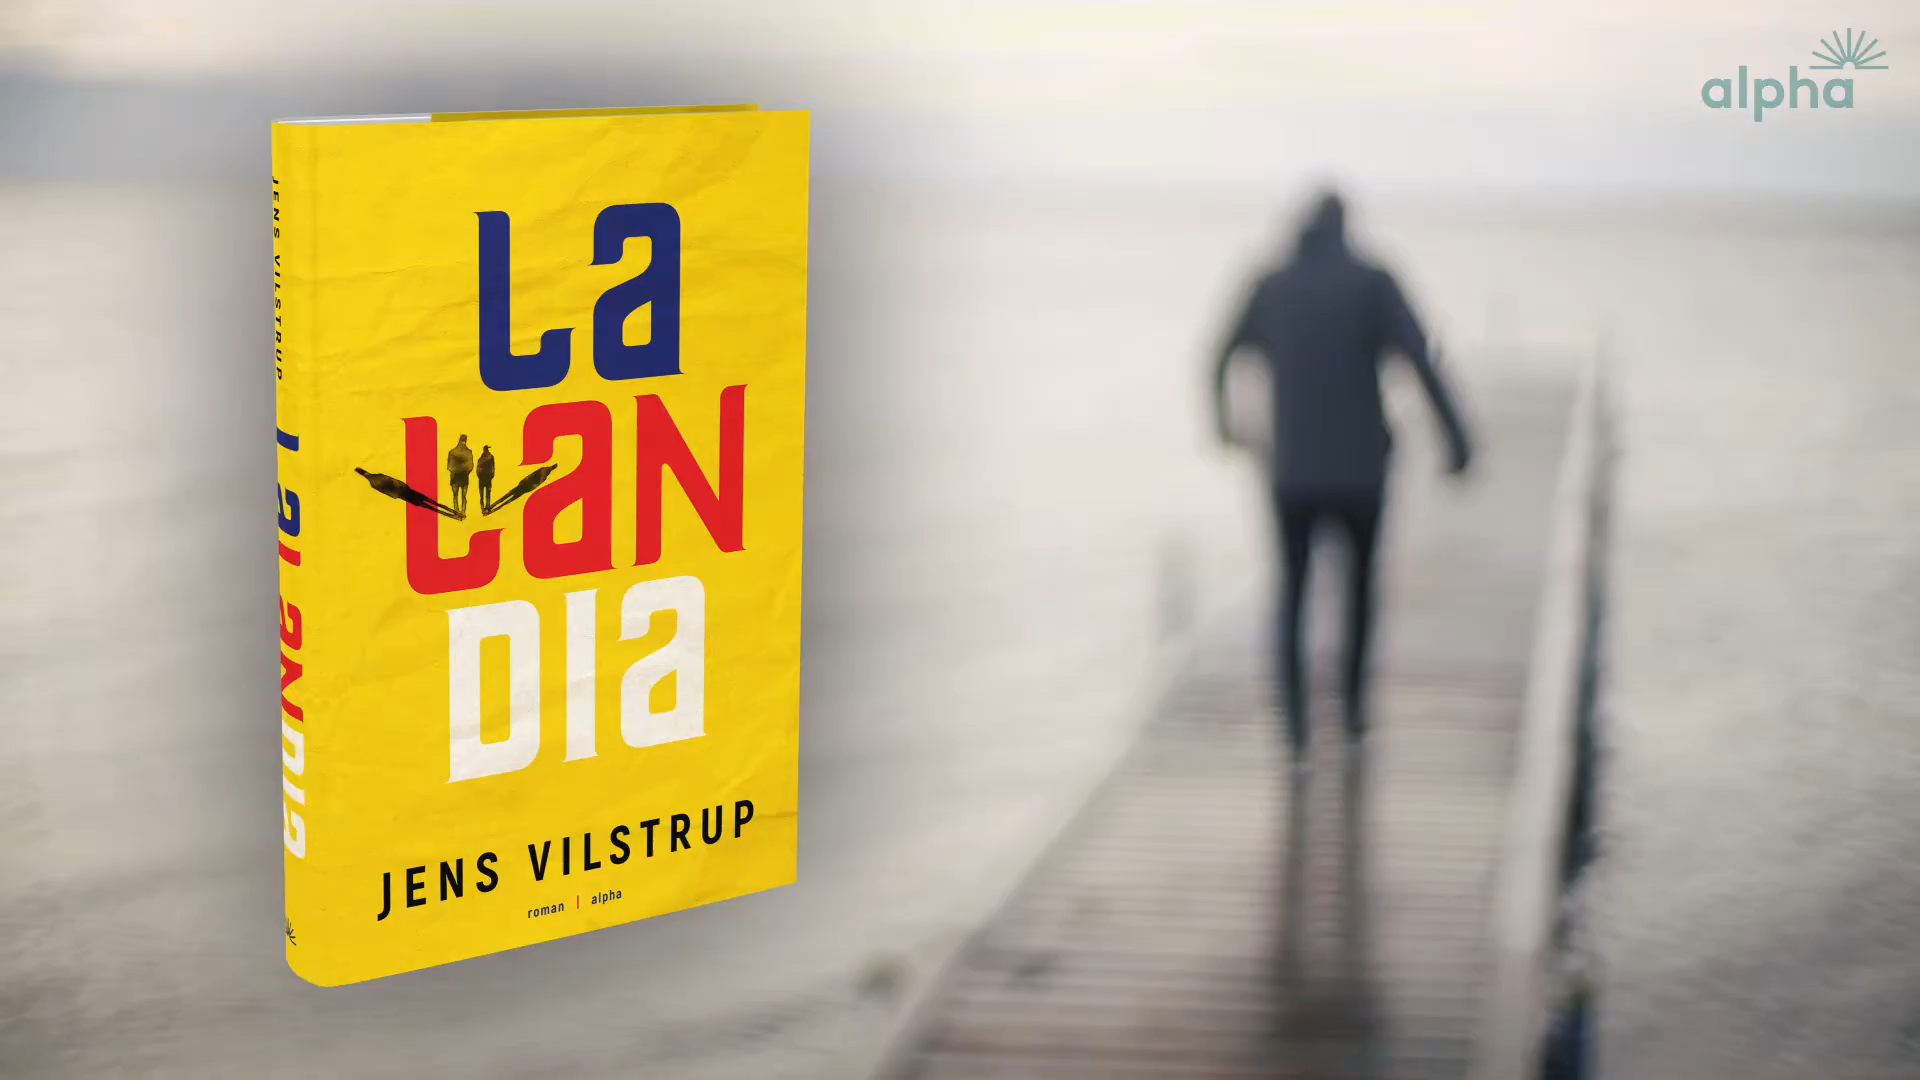 alpha
JENS VILSTRUP
LALANDIA
La
LaN
DIa
JENS VILSTRUP
roman | alpha